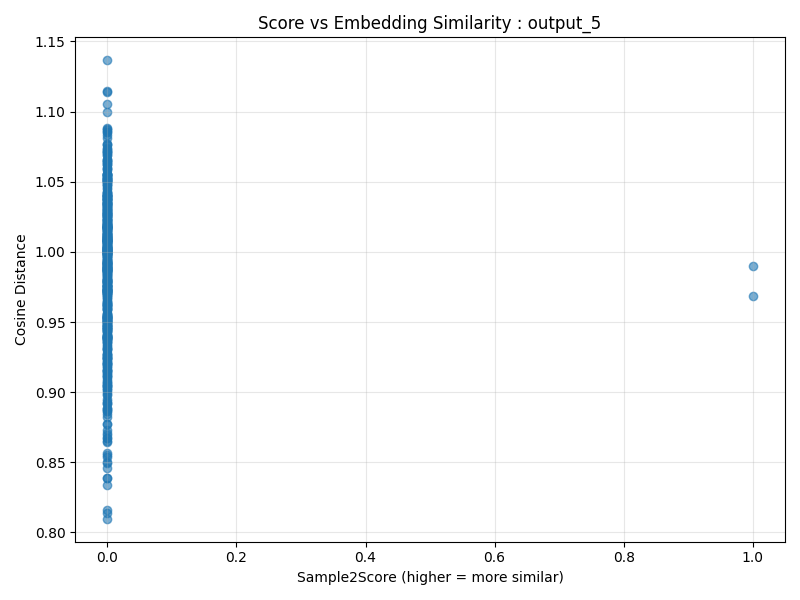 Score vs Embedding Similarity : output_5
1.15
1.10
1.05
1.00
0.95
0.90
0.85
0.80
Cosine Distance
0.0 0.2 0.4 0.6 0.8 1.0
Sample2Score (higher = more similar)